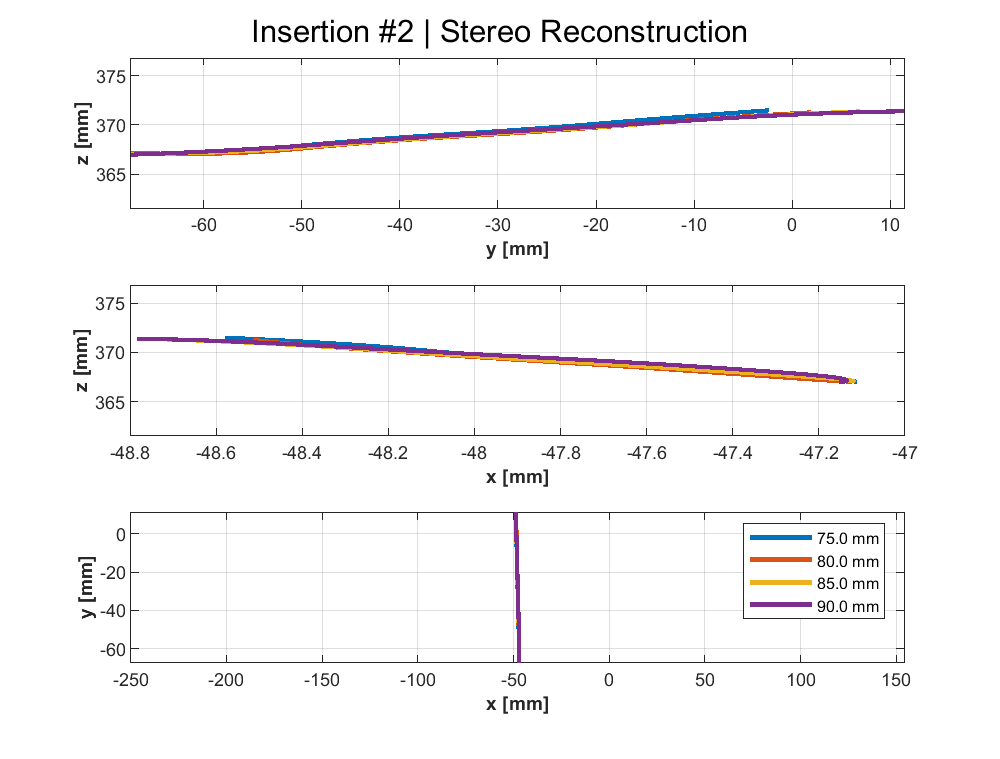 Insertion #2 | Stereo Reconstruction
375
370
365
z [mm]
-60 -50 -40 -30 -20 -10 0 10
y [mm]
375
370
365
z [mm]
-48.8 -48.6 -48.4 -48.2 -48 -47.8 -47.6 -47.4 -47.2 -47
x [mm]
0
-20
-40
-60
y [mm]
75.0 mm
80.0 mm
85.0 mm
90.0 mm
-250 -200 -150 -100 -50 0 50 100 150
x [mm]